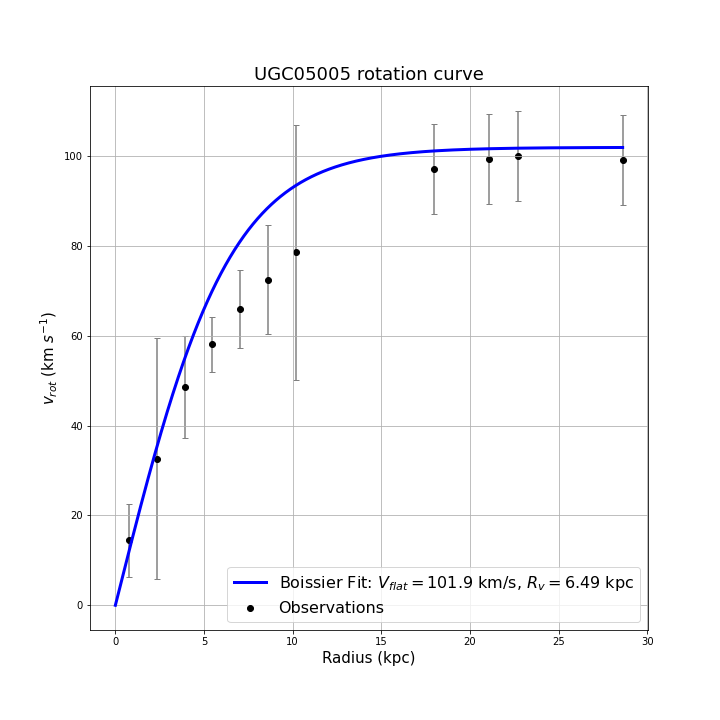 UGC05005 rotation curve
100
80
60
40
20
0
v_rot (km s⁻¹)
Boissier Fit: V_flat = 101.9 km/s, R_v = 6.49 kpc
Observations
0 5 10 15 20 25 30
Radius (kpc)